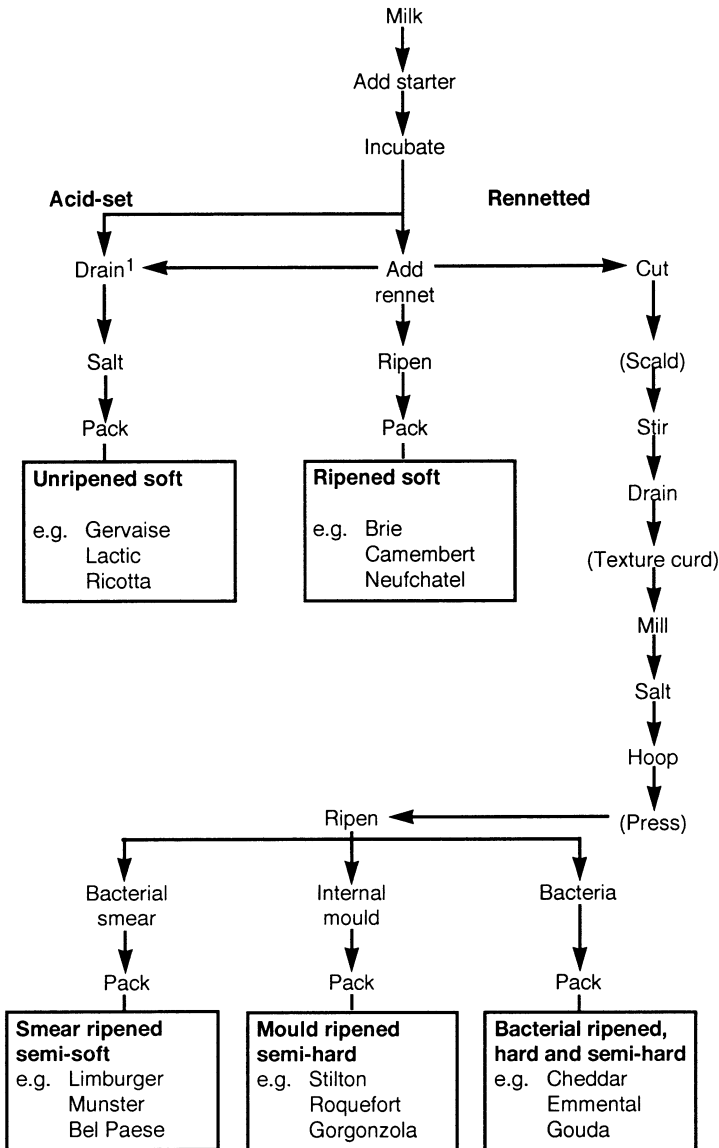 Milk
Add starter
Incubate
Acid-set
Rennetted
Drain1
Add
rennet
Cut
Salt
Ripen
(Scald)
Pack
Pack
Stir
Unripened soft
e.g. Gervaise
Lactic
Ricotta
Ripened soft
e.g. Brie
Camembert
Neufchatel
Drain
(Texture curd)
Mill
Salt
Hoop
(Press)
Ripen
Bacterial
smear
Internal
mould
Bacteria
Pack
Pack
Pack
Smear ripened
semi-soft
e.g. Limburger
Munster
Bel Paese
Mould ripened
semi-hard
e.g. Stilton
Roquefort
Gorgonzola
Bacterial ripened,
hard and semi-hard
e.g. Cheddar
Emmental
Gouda